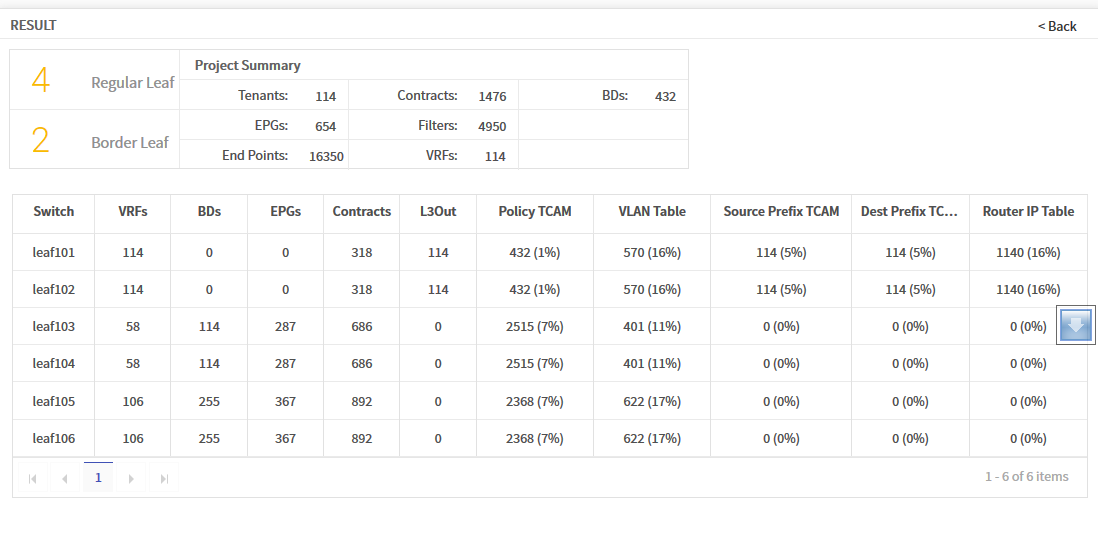 RESULT
< Back
4 Regular Leaf
2 Border Leaf
Project Summary
Tenants: 114 Contracts: 1476 BDs: 432
EPGs: 654 Filters: 4950
End Points: 16350 VRFs: 114
Switch VRFs BDs EPGs Contracts L3Out Policy TCAM VLAN Table Source Prefix TCAM Dest Prefix TC... Router IP Table
leaf101 114 0 0 318 114 432 (1%) 570 (16%) 114 (5%) 114 (5%) 1140 (16%)
leaf102 114 0 0 318 114 432 (1%) 570 (16%) 114 (5%) 114 (5%) 1140 (16%)
leaf103 58 114 287 686 0 2515 (7%) 401 (11%) 0 (0%) 0 (0%) 0 (0%)
leaf104 58 114 287 686 0 2515 (7%) 401 (11%) 0 (0%) 0 (0%) 0 (0%)
leaf105 106 255 367 892 0 2368 (7%) 622 (17%) 0 (0%) 0 (0%) 0 (0%)
leaf106 106 255 367 892 0 2368 (7%) 622 (17%) 0 (0%) 0 (0%) 0 (0%)
1
1 - 6 of 6 items